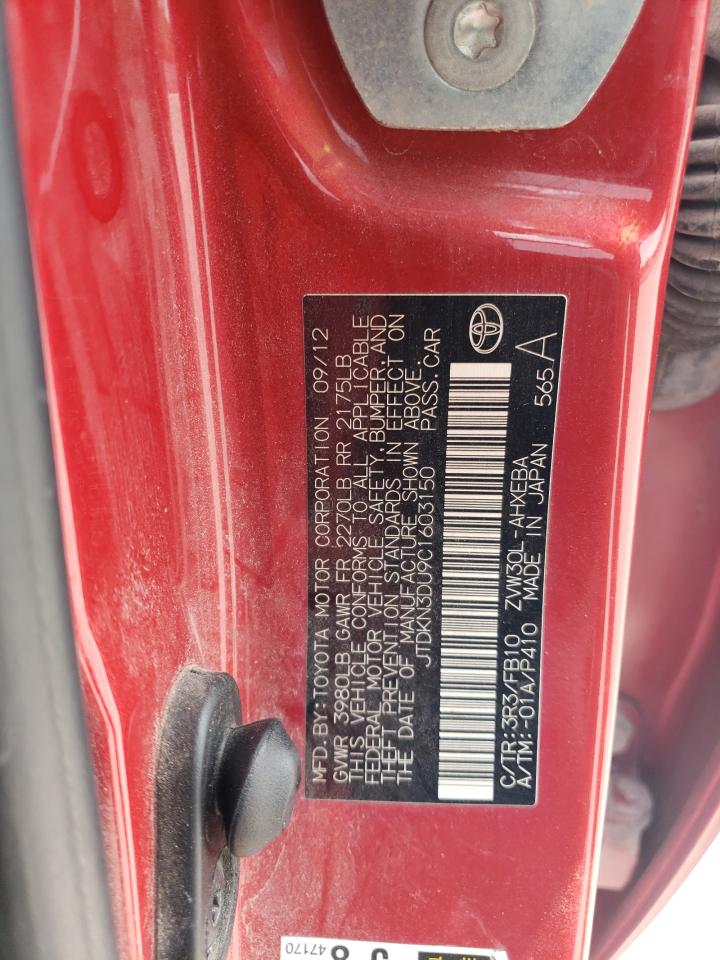 MFD.BY:TOYOTA MOTOR CORPORATION 09/12
GVWR 3980LB GAWR FR 2270LB RR 2175LB
THIS VEHICLE CONFORMS TO ALL APPLICABLE
FEDERAL MOTOR VEHICLE, SAFETY, BUMPER, AND
THEFT PREVENTION STANDARDS IN EFFECT ON
THE DATE OF MANUFACTURE SHOWN ABOVE.
JTDKN3DU9C1603150 PASS.CAR
C/TR:3R3/FB10 ZVW30L-AHXEBA
A/TM:-01A/P410 MADE IN JAPAN 565 A
47170